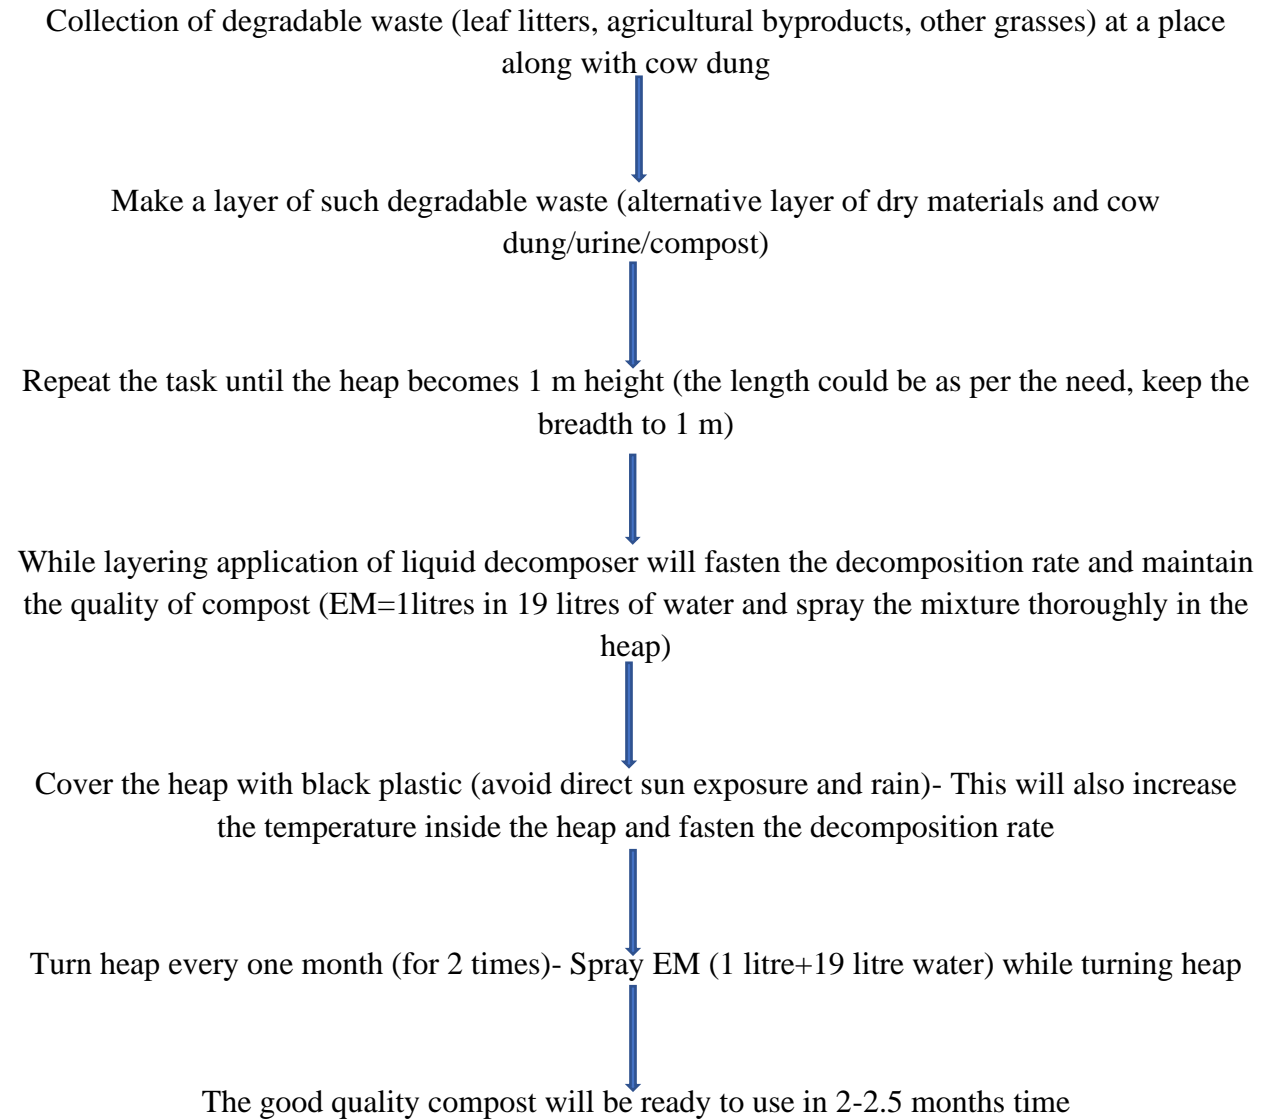 Collection of degradable waste (leaf litters, agricultural byproducts, other grasses) at a place
along with cow dung
Make a layer of such degradable waste (alternative layer of dry materials and cow
dung/urine/compost)
Repeat the task until the heap becomes 1 m height (the length could be as per the need, keep the
breadth to 1 m)
While layering application of liquid decomposer will fasten the decomposition rate and maintain
the quality of compost (EM=1litres in 19 litres of water and spray the mixture thoroughly in the
heap)
Cover the heap with black plastic (avoid direct sun exposure and rain)- This will also increase
the temperature inside the heap and fasten the decomposition rate
Turn heap every one month (for 2 times)- Spray EM (1 litre+19 litre water) while turning heap
The good quality compost will be ready to use in 2-2.5 months time